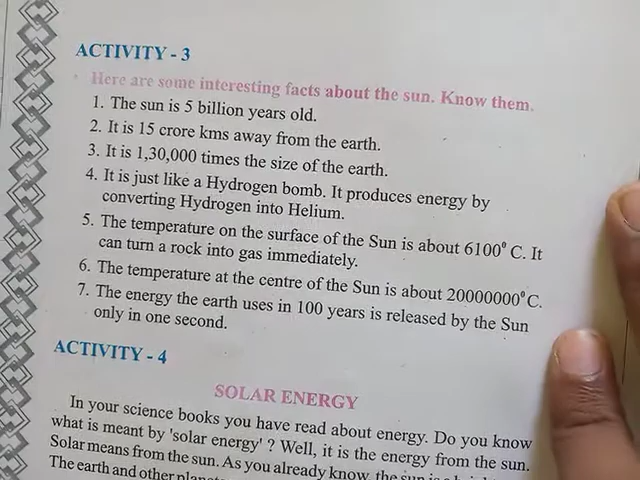 ACTIVITY - 3
Here are some interesting facts about the sun. Know them.
1. The sun is 5 billion years old.
2. It is 15 crore kms away from the earth.
3. It is 1,30,000 times the size of the earth.
4. It is just like a Hydrogen bomb. It produces energy by
converting Hydrogen into Helium.
5. The temperature on the surface of the Sun is about 6100⁰ C. It
can turn a rock into gas immediately.
6. The temperature at the centre of the Sun is about 20000000⁰C.
7. The energy the earth uses in 100 years is released by the Sun
only in one second.
ACTIVITY - 4
SOLAR ENERGY
In your science books you have read about energy. Do you know
what is meant by 'solar energy' ? Well, it is the energy from the sun.
Solar means from the sun. As you already know, the sun is a
The earth and other